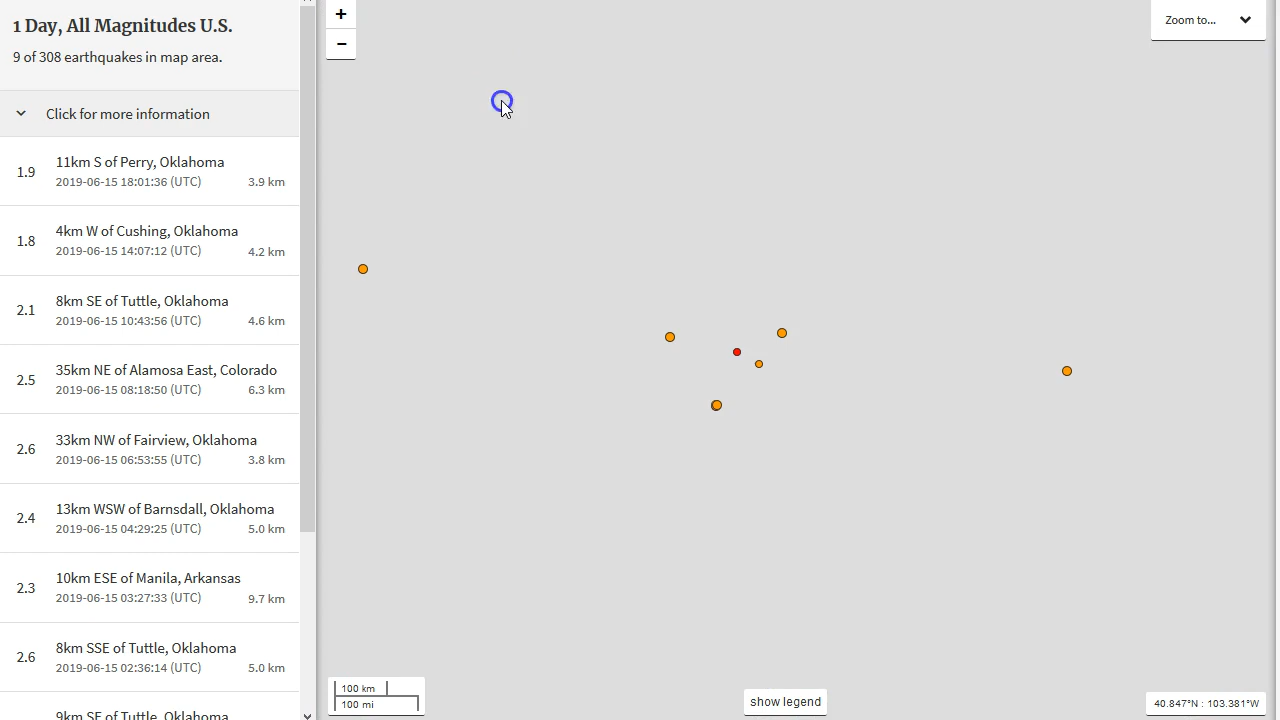 1 Day, All Magnitudes U.S.
9 of 308 earthquakes in map area.
Click for more information
1.9
11km S of Perry, Oklahoma
2019-06-15 18:01:36 (UTC) 3.9 km
1.8
4km W of Cushing, Oklahoma
2019-06-15 14:07:12 (UTC) 4.2 km
2.1
8km SE of Tuttle, Oklahoma
2019-06-15 10:43:56 (UTC) 4.6 km
2.5
35km NE of Alamosa East, Colorado
2019-06-15 08:18:50 (UTC) 6.3 km
2.6
33km NW of Fairview, Oklahoma
2019-06-15 06:53:55 (UTC) 3.8 km
2.4
13km WSW of Barnsdall, Oklahoma
2019-06-15 04:29:25 (UTC) 5.0 km
2.3
10km ESE of Manila, Arkansas
2019-06-15 03:27:33 (UTC) 9.7 km
2.6
8km SSE of Tuttle, Oklahoma
2019-06-15 02:36:14 (UTC) 5.0 km
9km SE of Tuttle, Oklahoma
+
−
Zoom to...
100 km
100 mi
show legend
40.847°N : 103.381°W